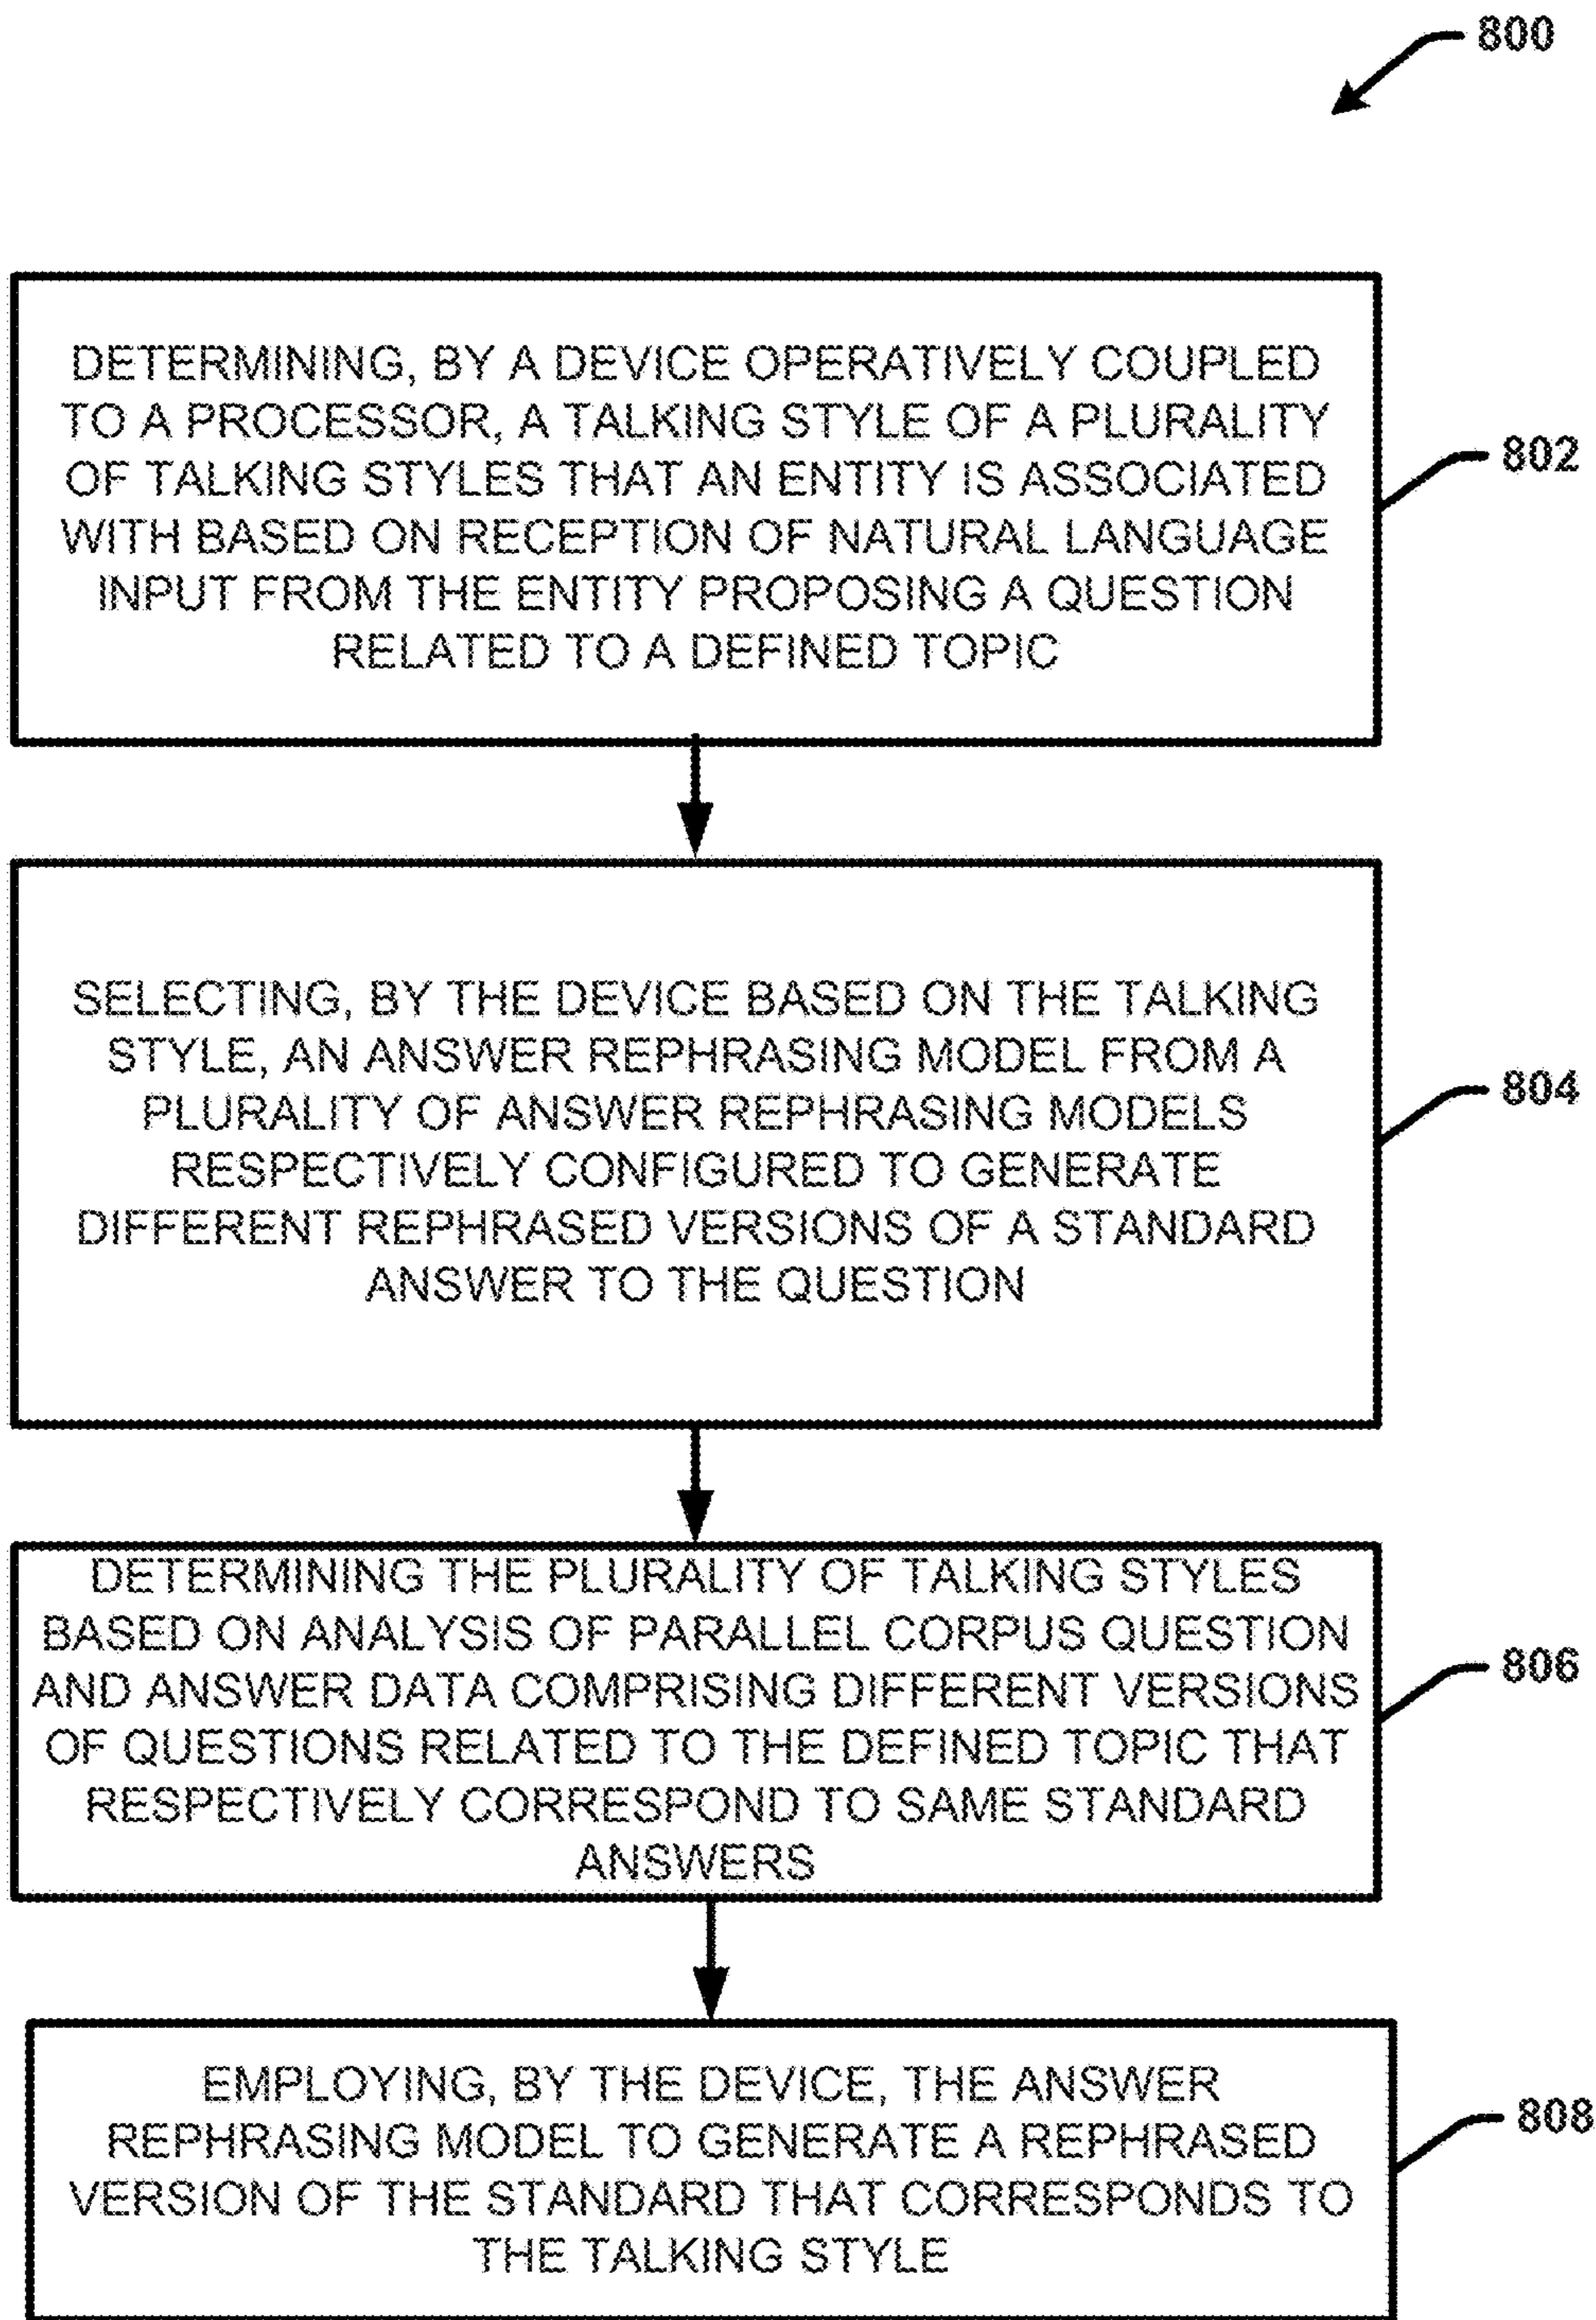 800
DETERMINING, BY A DEVICE OPERATIVELY COUPLED
TO A PROCESSOR, A TALKING STYLE OF A PLURALITY
OF TALKING STYLES THAT AN ENTITY IS ASSOCIATED
WITH BASED ON RECEPTION OF NATURAL LANGUAGE
INPUT FROM THE ENTITY PROPOSING A QUESTION
RELATED TO A DEFINED TOPIC
802
SELECTING, BY THE DEVICE BASED ON THE TALKING
STYLE, AN ANSWER REPHRASING MODEL FROM A
PLURALITY OF ANSWER REPHRASING MODELS
RESPECTIVELY CONFIGURED TO GENERATE
DIFFERENT REPHRASED VERSIONS OF A STANDARD
ANSWER TO THE QUESTION
804
DETERMINING THE PLURALITY OF TALKING STYLES
BASED ON ANALYSIS OF PARALLEL CORPUS QUESTION
AND ANSWER DATA COMPRISING DIFFERENT VERSIONS
OF QUESTIONS RELATED TO THE DEFINED TOPIC THAT
RESPECTIVELY CORRESPOND TO SAME STANDARD
ANSWERS
806
EMPLOYING, BY THE DEVICE, THE ANSWER
REPHRASING MODEL TO GENERATE A REPHRASED
VERSION OF THE STANDARD THAT CORRESPONDS TO
THE TALKING STYLE
808